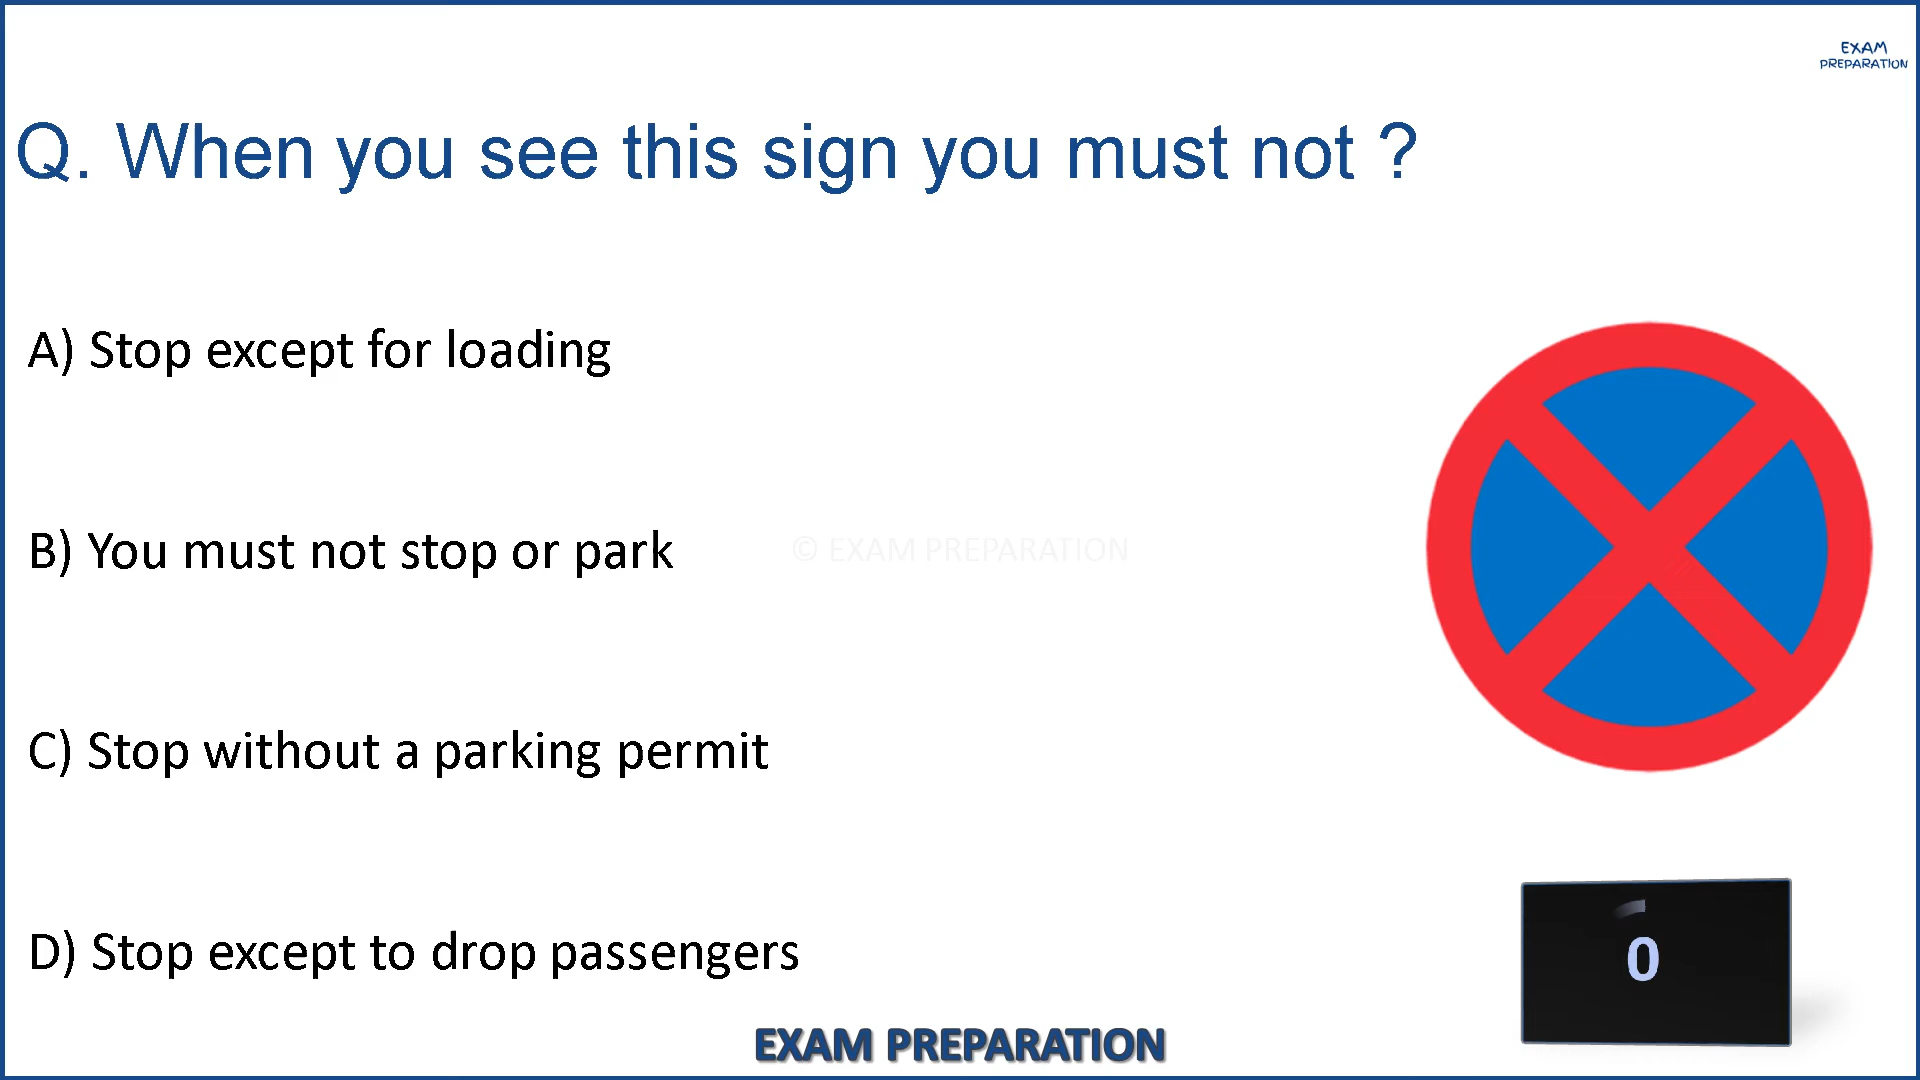 EXAM
PREPARATION
Q. When you see this sign you must not ?
A) Stop except for loading
B) You must not stop or park
© EXAM PREPARATION
C) Stop without a parking permit
D) Stop except to drop passengers
0
EXAM PREPARATION